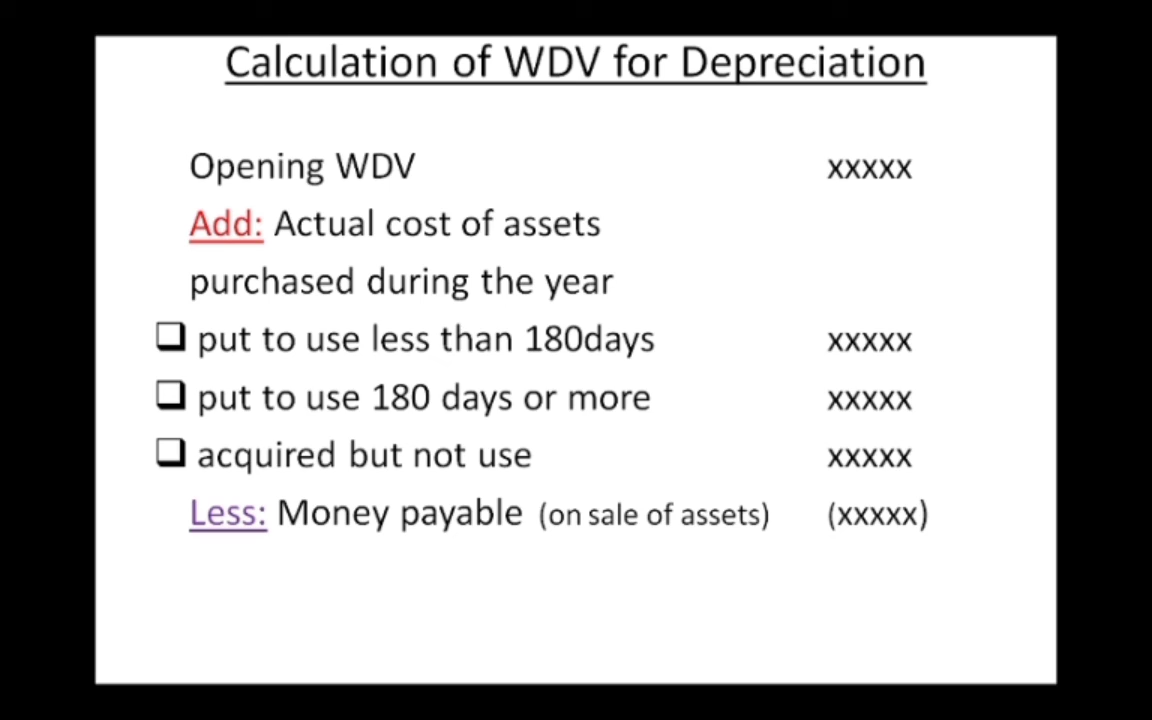 Calculation of WDV for Depreciation
Opening WDV xxxxx
Add: Actual cost of assets
purchased during the year
put to use less than 180days xxxxx
put to use 180 days or more xxxxx
acquired but not use xxxxx
Less: Money payable (on sale of assets) (xxxxx)